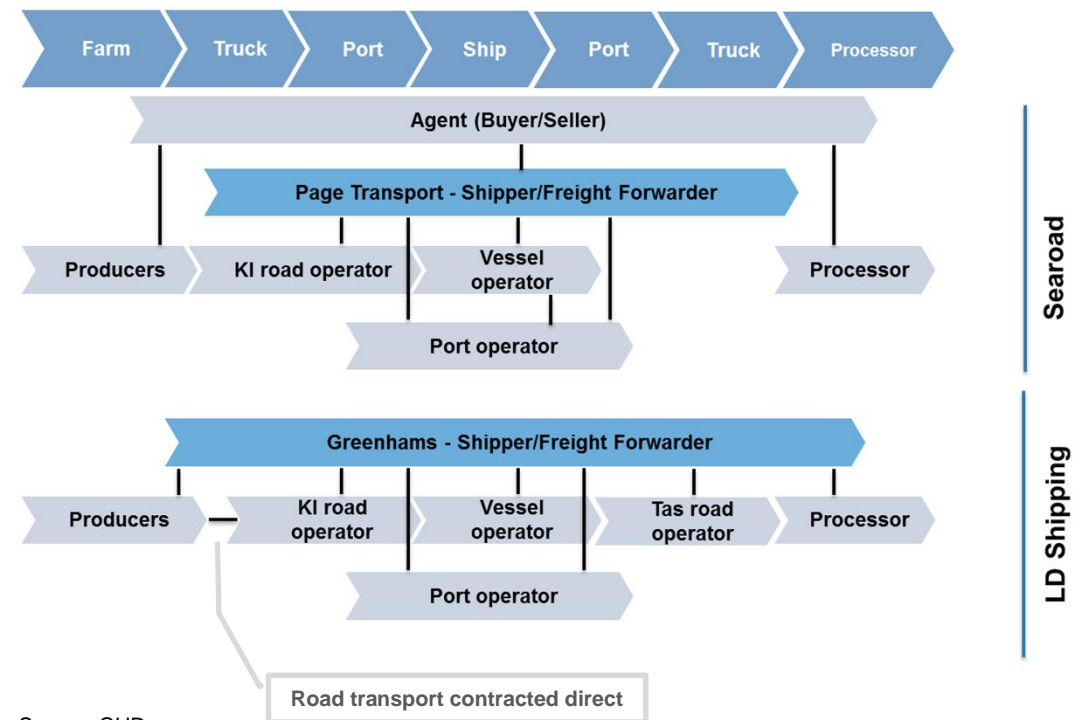 Farm Truck Port Ship Port Truck Processor
Agent (Buyer/Seller)
Page Transport - Shipper/Freight Forwarder
Producers KI road operator Vessel
operator Processor
Port operator
Searoad
Greenhams - Shipper/Freight Forwarder
Producers KI road
operator Vessel
operator Tas road
operator Processor
Port operator
LD Shipping
Road transport contracted direct